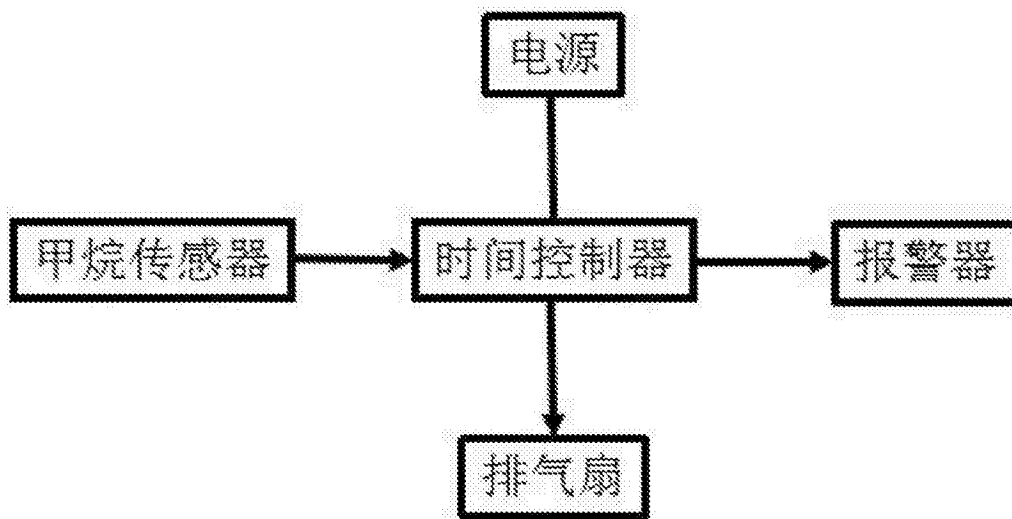 电源
甲烷传感器
时间控制器
报警器
排气扇